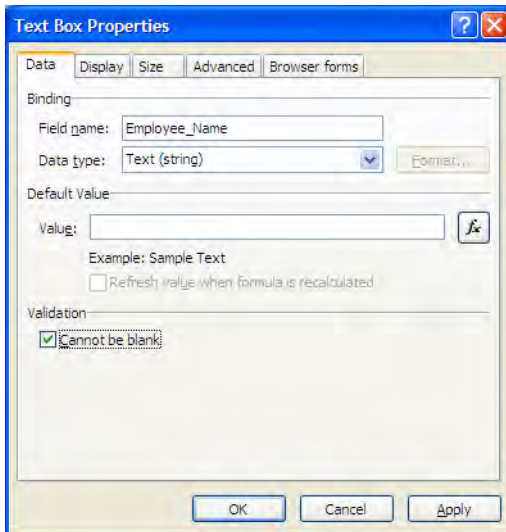 Text Box Properties
Data Display Size Advanced Browser forms
Binding
Field name: Employee_Name
Data type: Text (string) Format...
Default Value
Value: fx
Example: Sample Text
Refresh value when formula is recalculated
Validation
Cannot be blank
OK Cancel Apply